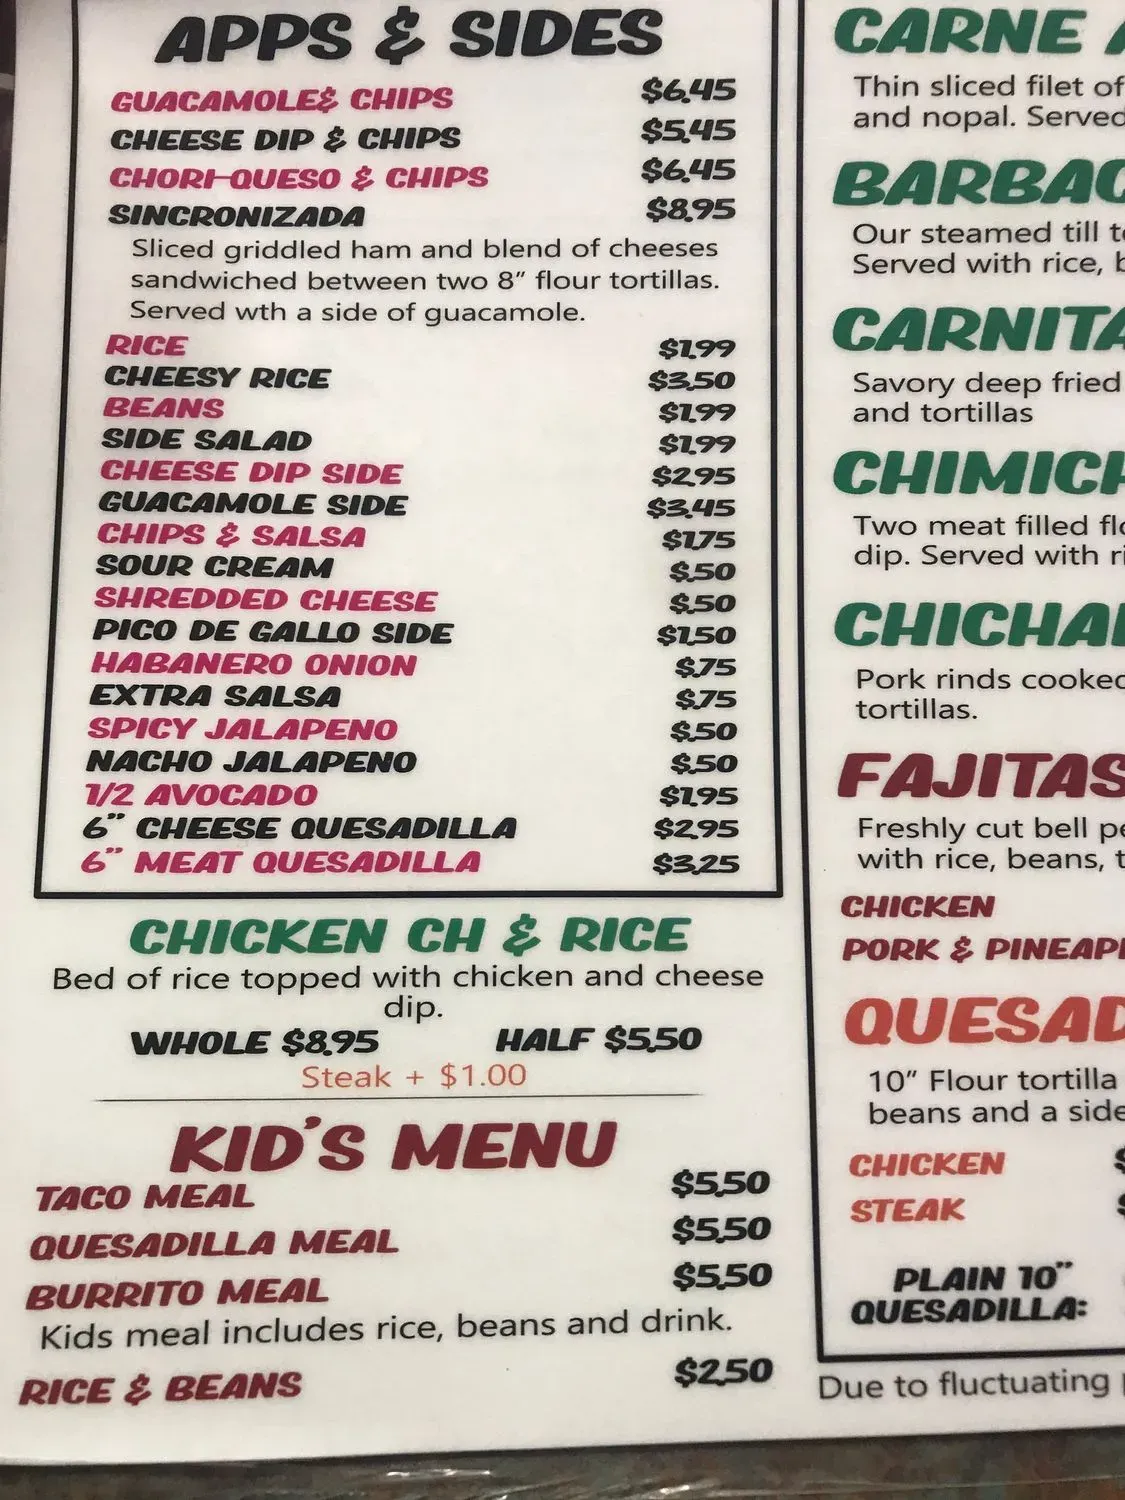 APPS & SIDES
GUACAMOLE& CHIPS $6.45
CHEESE DIP & CHIPS $5.45
CHORI-QUESO & CHIPS $6.45
SINCRONIZADA $8.95
Sliced griddled ham and blend of cheeses
sandwiched between two 8" flour tortillas.
Served wth a side of guacamole.
RICE $1.99
CHEESY RICE $3.50
BEANS $1.99
SIDE SALAD $1.99
CHEESE DIP SIDE $2.95
GUACAMOLE SIDE $3.45
CHIPS & SALSA $1.75
SOUR CREAM $.50
SHREDDED CHEESE $.50
PICO DE GALLO SIDE $1.50
HABANERO ONION $.75
EXTRA SALSA $.75
SPICY JALAPENO $.50
NACHO JALAPENO $.50
1/2 AVOCADO $1.95
6" CHEESE QUESADILLA $2.95
6" MEAT QUESADILLA $3.25
CHICKEN CH & RICE
Bed of rice topped with chicken and cheese
dip.
WHOLE $8.95 HALF $5.50
Steak + $1.00
KID'S MENU
TACO MEAL $5.50
QUESADILLA MEAL $5.50
BURRITO MEAL $5.50
Kids meal includes rice, beans and drink.
RICE & BEANS $2.50
CARNE
Thin sliced filet of
and nopal. Served
BARBAC
Our steamed till
Served with rice,
CARNITA
Savory deep fried
and tortillas
CHIMICH
Two meat filled
dip. Served with
CHICHA
Pork rinds cooked
tortillas.
FAJITAS
Freshly cut bell
with rice, beans,
CHICKEN
PORK & PINEAP
QUESAD
10" Flour tortilla
beans and a side
CHICKEN $
STEAK $
PLAIN 10"
QUESADILLA:
Due to fluctuating